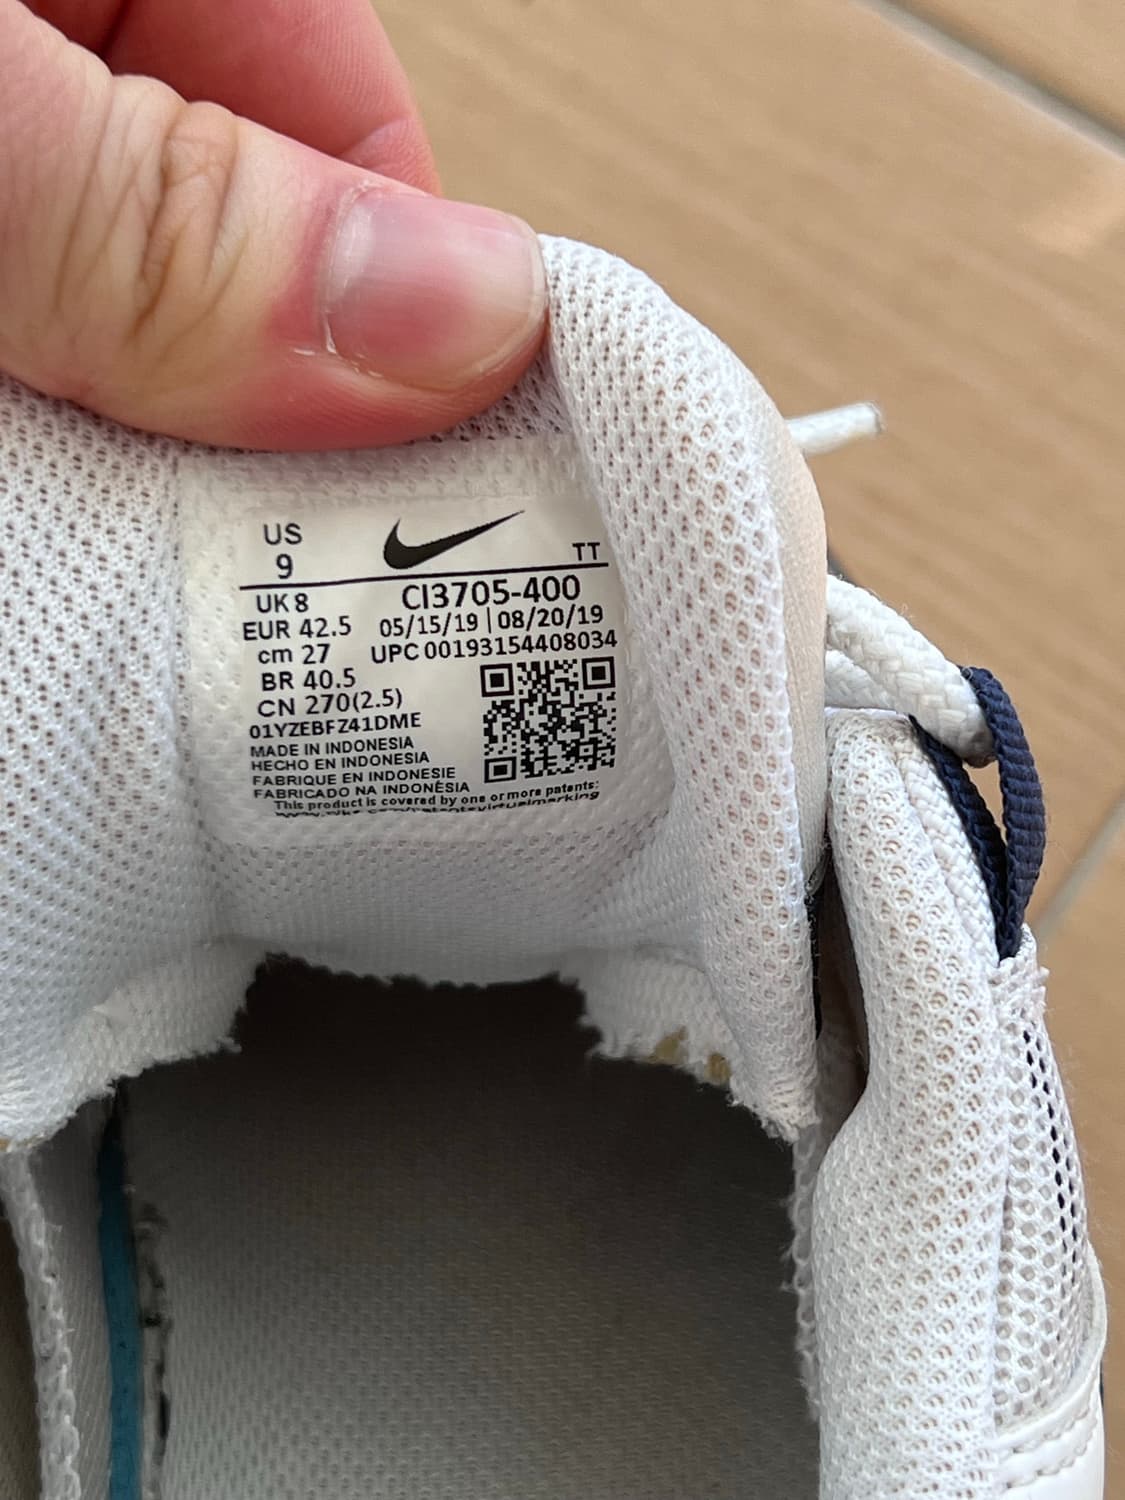 US
9
TT
UK 8
CI3705-400
EUR 42.5
05/15/19 | 08/20/19
cm 27
UPC 00193154408034
BR 40.5
CN 270(2.5)
01YZEBFZ41DME
MADE IN INDONESIA
HECHO EN INDONESIA
FABRIQUE EN INDONESIE
FABRICADO NA INDONÉSIA
This product is covered by one or more patents: